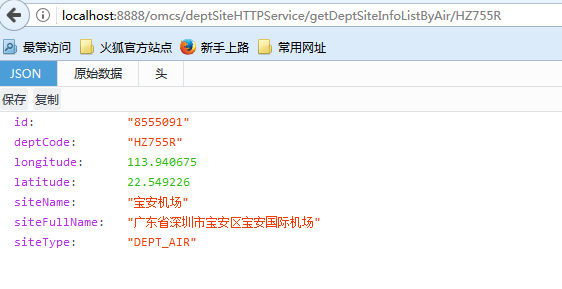 localhost:8888/omcs/deptSiteHTTPService/getDeptSiteInfoListByAir/HZ755R
最常访问 火狐官方站点 新手上路 常用网址
JSON 原始数据 头
保存 复制
id: "8555091"
deptCode: "HZ755R"
longitude: 113.940675
latitude: 22.549226
siteName: "宝安机场"
siteFullName: "广东省深圳市宝安区宝安国际机场"
siteType: "DEPT_AIR"